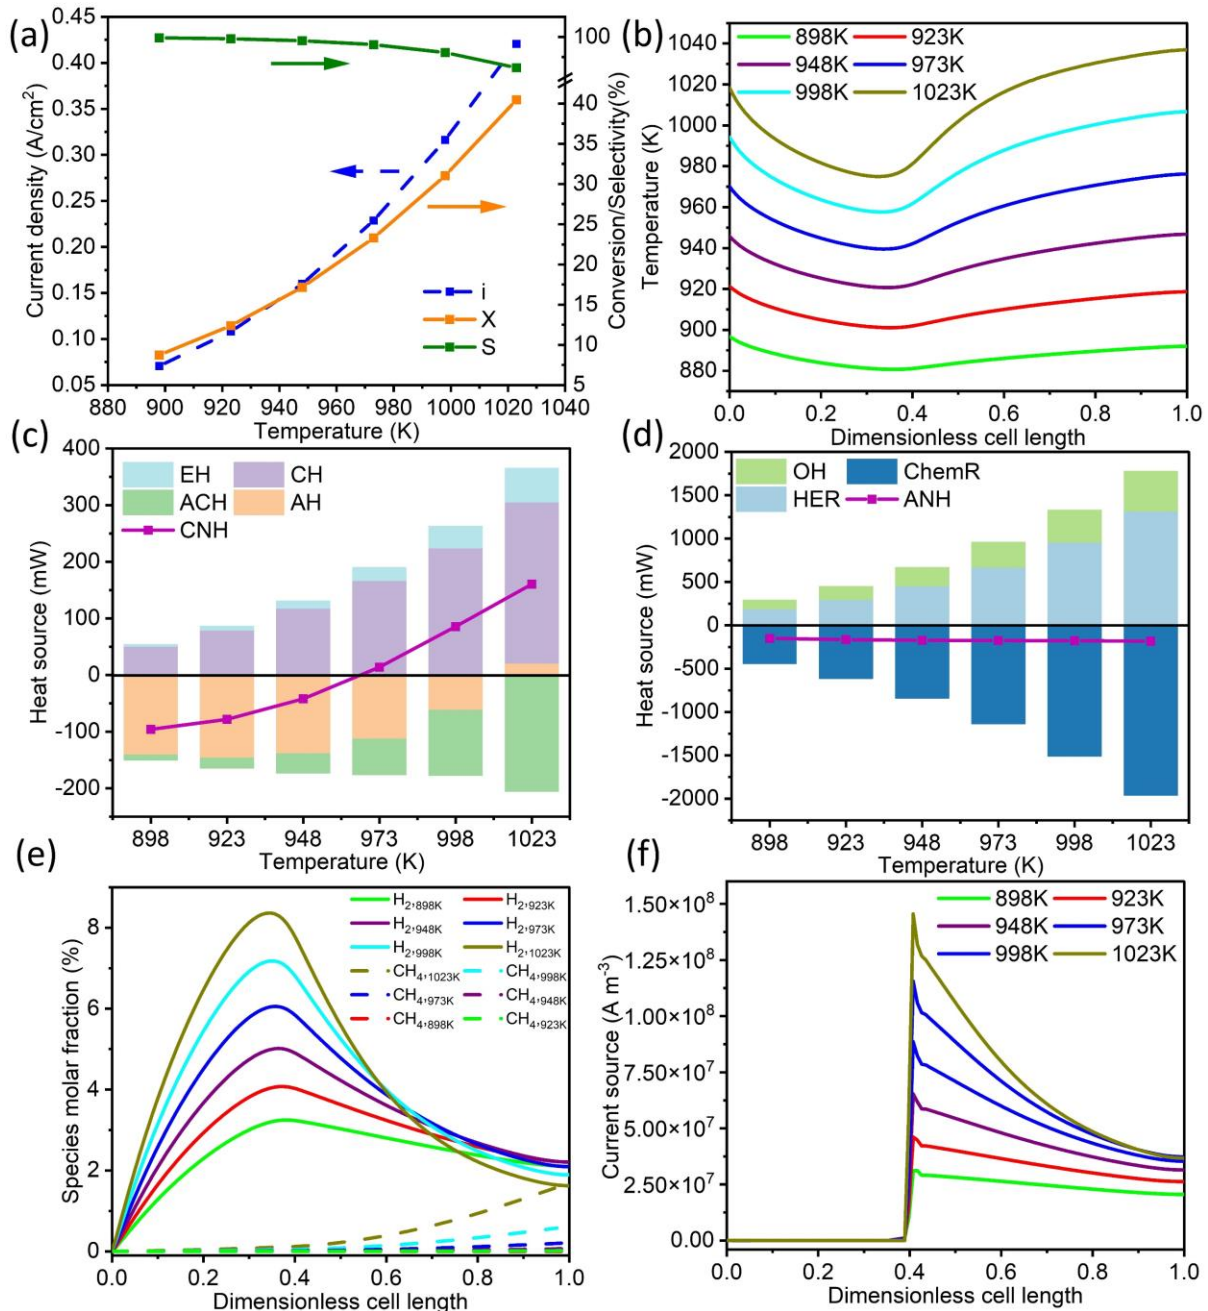 (a)
0.45
0.40
0.35
0.30
0.25
0.20
0.15
0.10
0.05
Current density (A/cm²)
100
40
35
30
25
20
15
10
5
Conversion/Selectivity(%)
i
X
S
880 900 920 940 960 980 1000 1020 1040
Temperature (K)
(b)
898K 923K
948K 973K
998K 1023K
1040
1020
1000
980
960
940
920
900
880
Temperature (K)
0.0 0.2 0.4 0.6 0.8 1.0
Dimensionless cell length
(c)
EH CH
ACH AH
CNH
400
300
200
100
0
-100
-200
Heat source (mW)
898 923 948 973 998 1023
Temperature (K)
(d)
OH ChemR
HER ANH
2000
1500
1000
500
0
-500
-1000
-1500
-2000
Heat source (mW)
898 923 948 973 998 1023
Temperature (K)
(e)
H₂,₈₉₈K H₂,₉₂₃K
H₂,₉₄₈K H₂,₉₇₃K
H₂,₉₉₈K H₂,₁₀₂₃K
CH₄,₁₀₂₃K CH₄,₉₉₈K
CH₄,₉₇₃K CH₄,₉₄₈K
CH₄,₈₉₈K CH₄,₉₂₃K
8
6
4
2
0
Species molar fraction (%)
0.0 0.2 0.4 0.6 0.8 1.0
Dimensionless cell length
(f)
898K 923K
948K 973K
998K 1023K
1.50×10⁸
1.25×10⁸
1.00×10⁸
7.50×10⁷
5.00×10⁷
2.50×10⁷
0.00
Current source (A m⁻³)
0.0 0.2 0.4 0.6 0.8 1.0
Dimensionless cell length